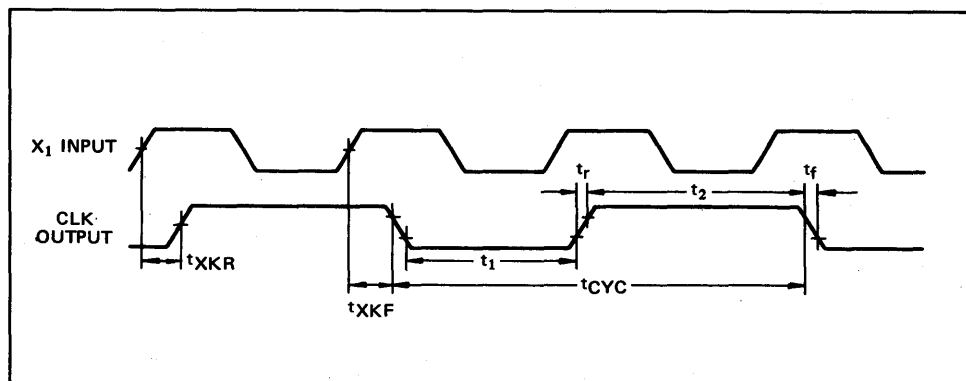 X₁ INPUT
CLK
OUTPUT
tXKR
tXKF
t₁
tr
t₂
tf
tCYC